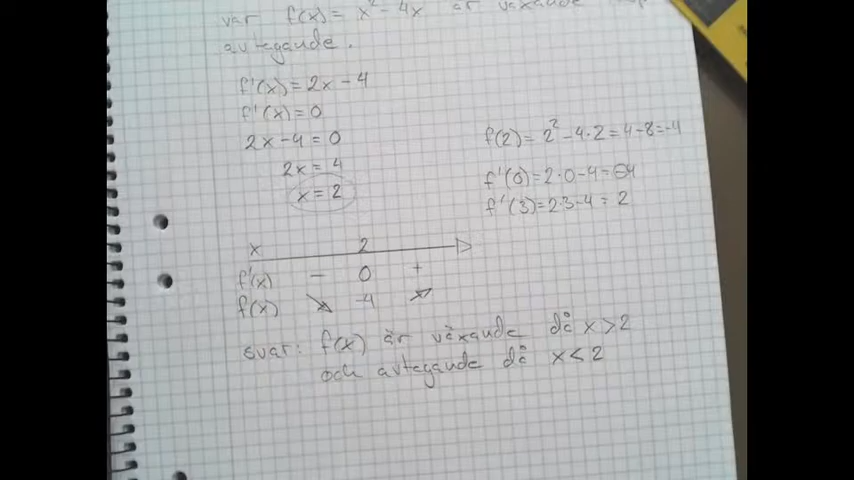 var f(x) = x² - 4x är växande
avtagande.
f'(x) = 2x - 4
f'(x) = 0
2x - 4 = 0
2x = 4
x = 2
f(2) = 2² - 4·2 = 4 - 8 = -4
f'(0) = 2·0 - 4 =
f'(3) = 2·3 - 4 = 2
x 2
f'(x) - 0 +
f(x) ↘ -4 ↗
svar: f(x) är växande då x > 2
och avtagande då x < 2